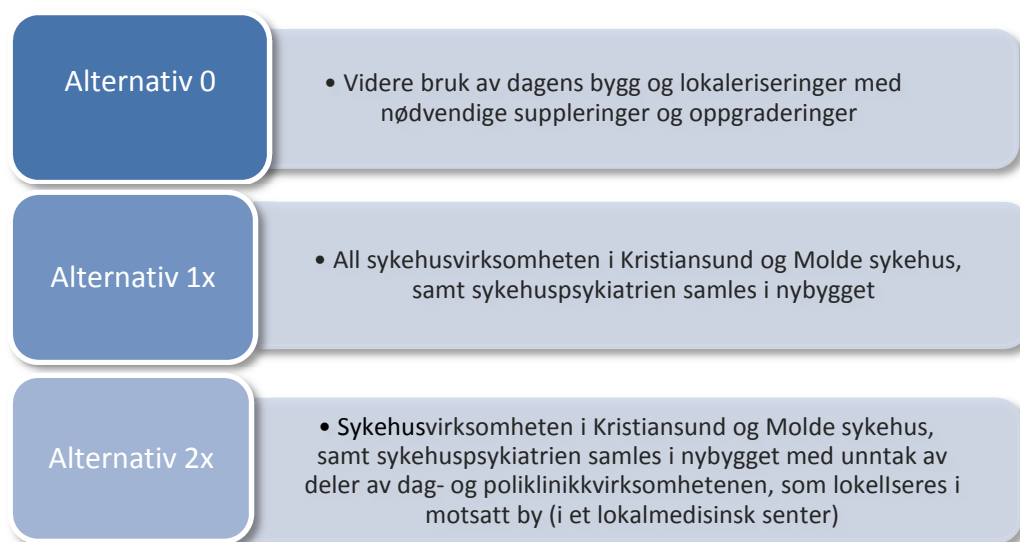 Alternativ 0
• Videre bruk av dagens bygg og lokaleriseringer med
nødvendige suppleringer og oppgraderinger
Alternativ 1x
• All sykehusvirksomheten i Kristiansund og Molde sykehus,
samt sykehuspsykiatrien samles i nybygget
Alternativ 2x
• Sykehusvirksomheten i Kristiansund og Molde sykehus,
samt sykehuspsykiatrien samles i nybygget med unntak av
deler av dag- og poliklinikkvirksomhetenen, som lokelIseres i
motsatt by (i et lokalmedisinsk senter)